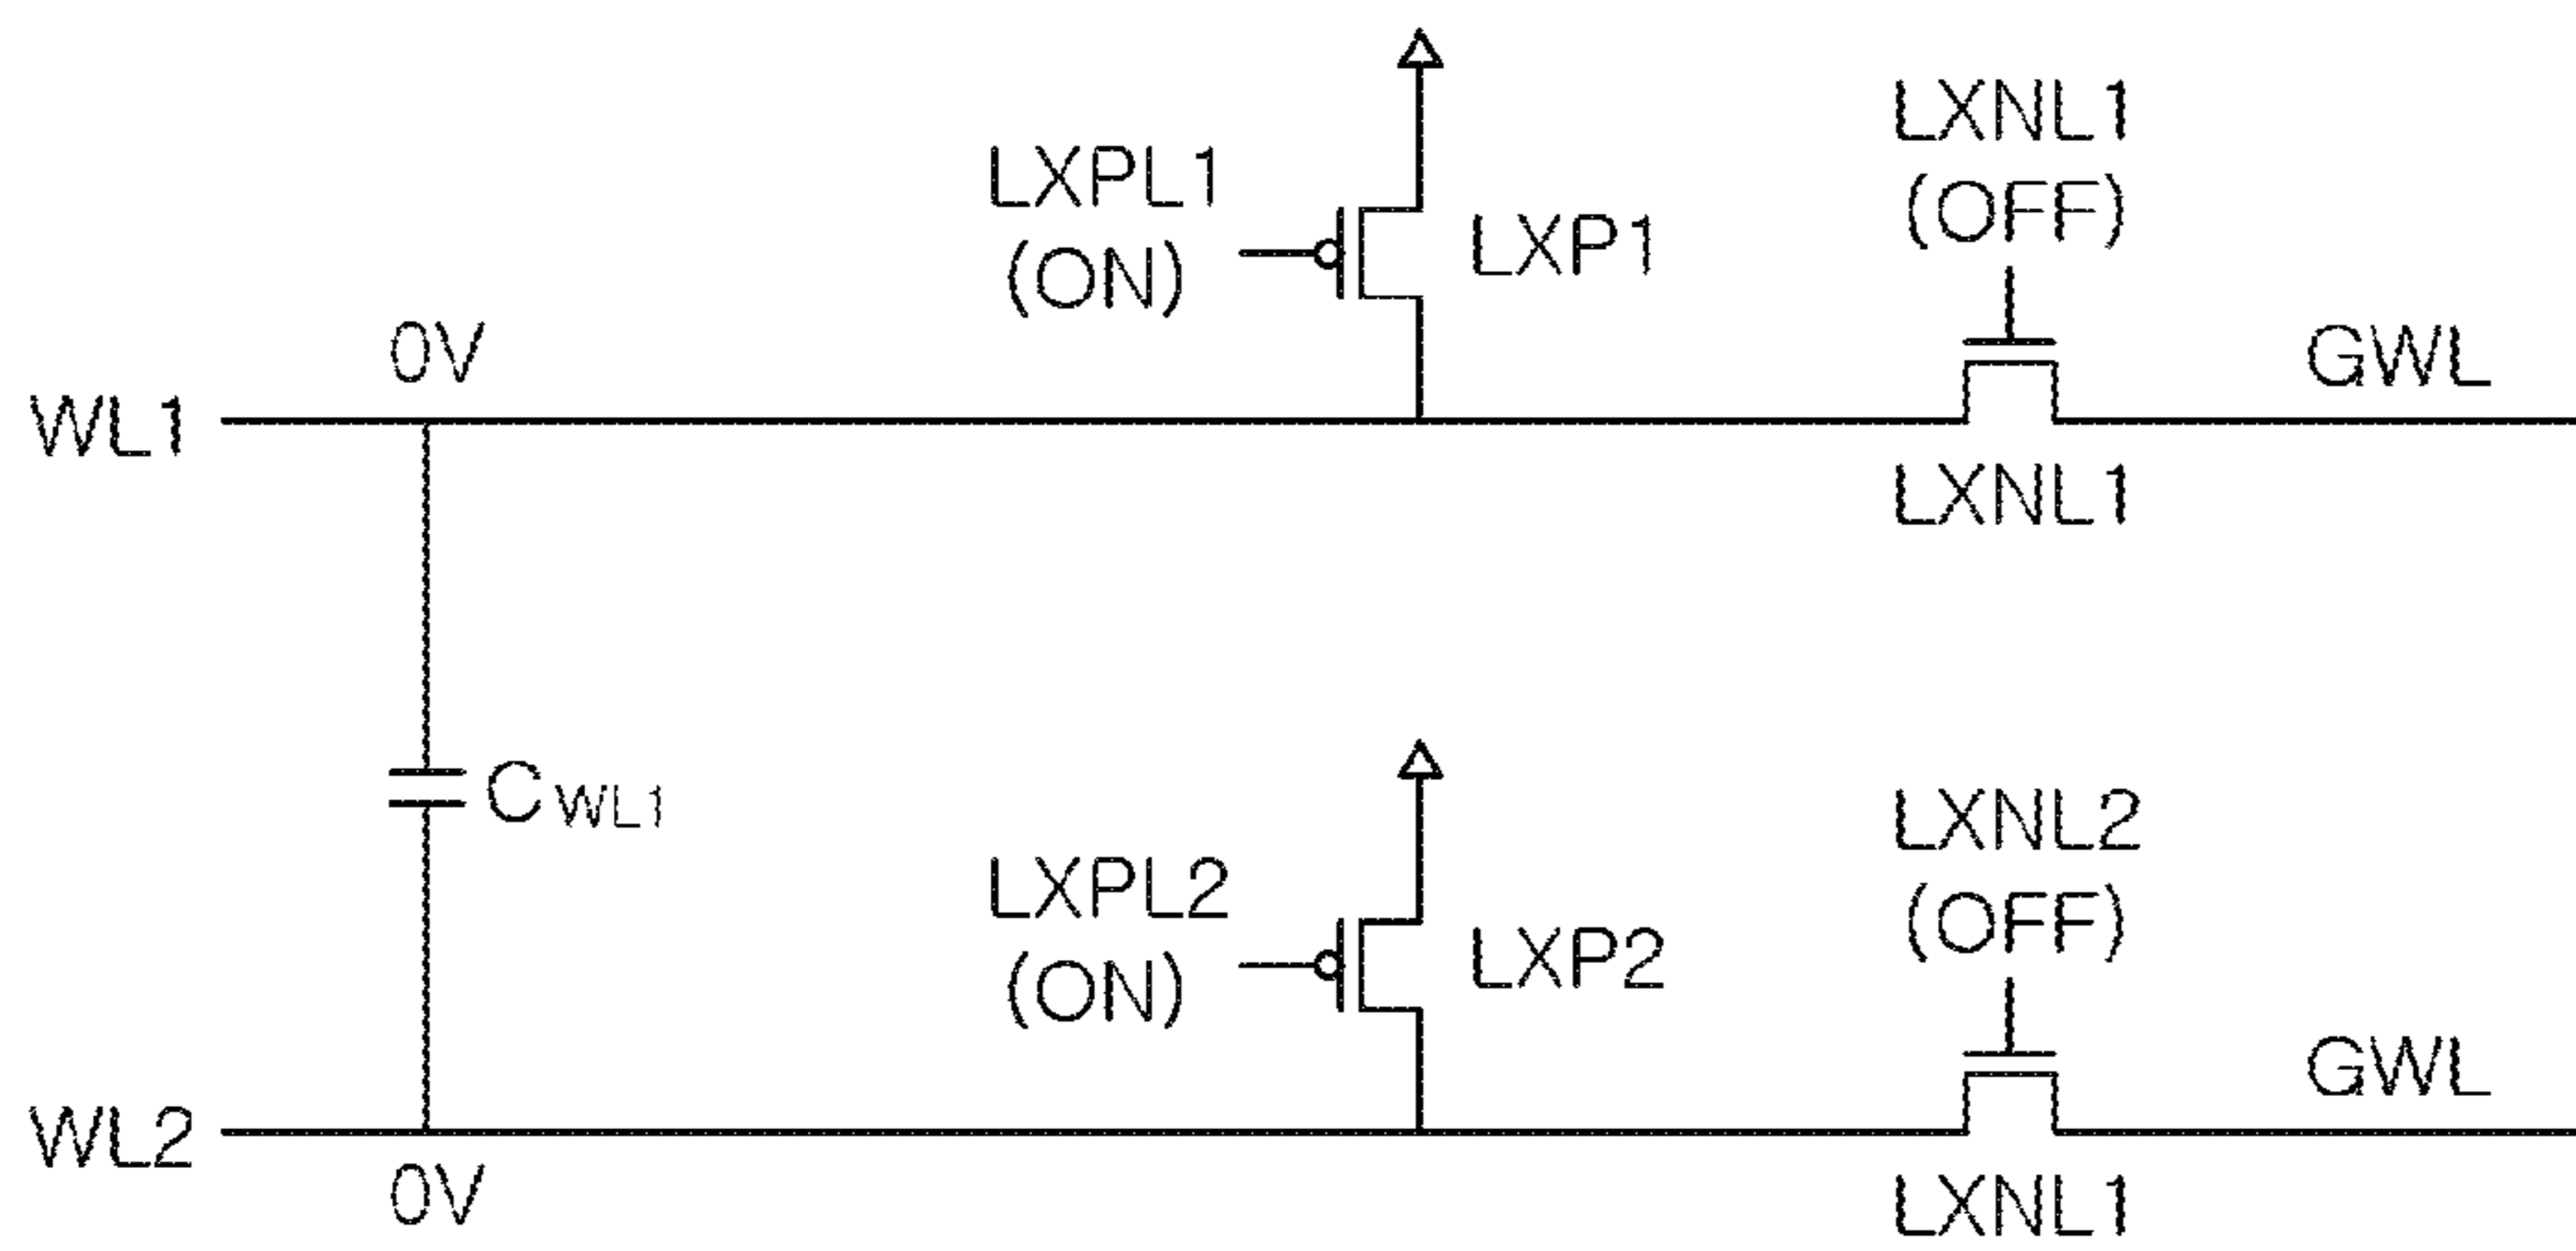 LXNL1
(OFF)
LXPL1
(ON)
LXP1
0V
GWL
WL1
LXNL1
CWL1
LXNL2
(OFF)
LXPL2
(ON)
LXP2
GWL
WL2
0V
LXNL1